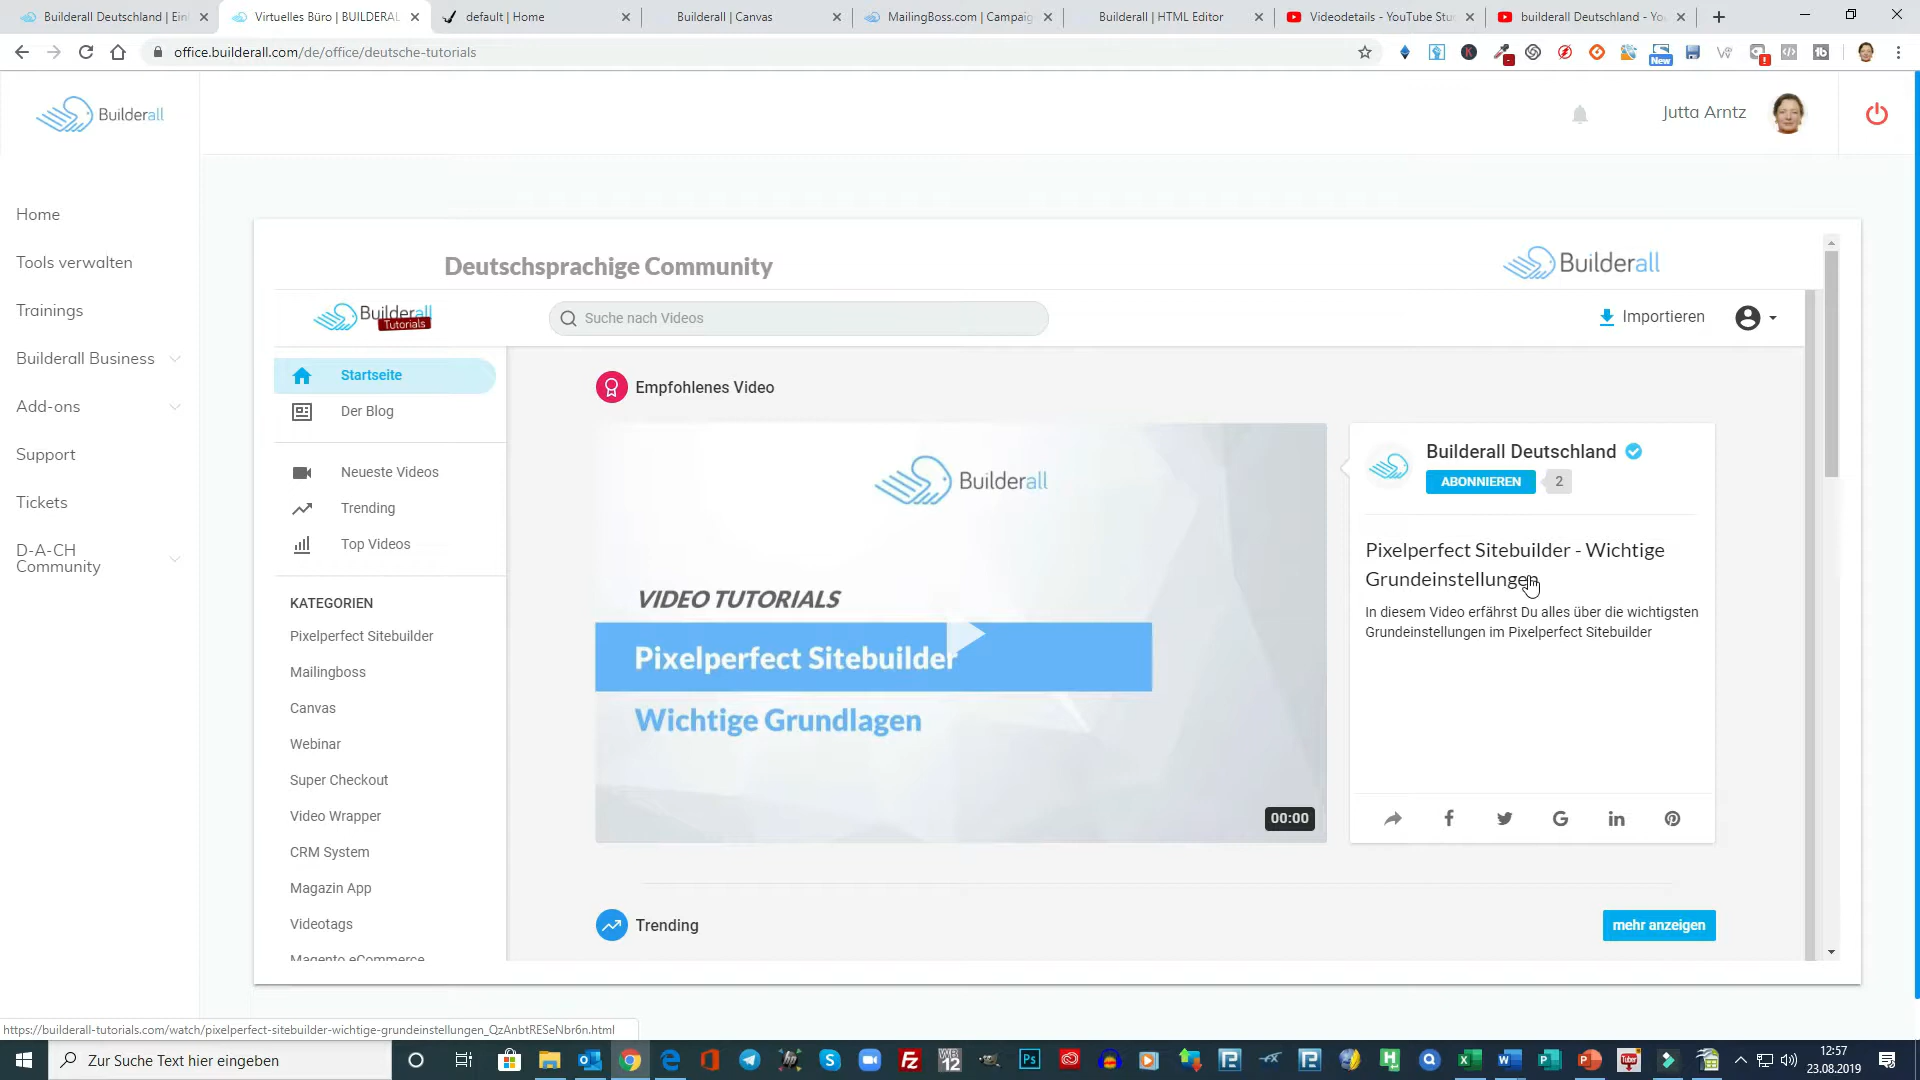 Builderall Deutschland | Ein
Virtuelles Büro | BUILDERAL
default | Home
Builderall | Canvas
MailingBoss.com | Campaig
Builderall | HTML Editor
Videodetails - YouTube Stu
builderall Deutschland - Yo
office.builderall.com/de/office/deutsche-tutorials
New
Builderall
Jutta Arntz
Home
Tools verwalten
Trainings
Builderall Business
Add-ons
Support
Tickets
D-A-CH
Community
Deutschsprachige Community
Builderall
Builderall
Tutorials
Suche nach Videos
Importieren
Startseite
Der Blog
Neueste Videos
Trending
Top Videos
KATEGORIEN
Pixelperfect Sitebuilder
Mailingboss
Canvas
Webinar
Super Checkout
Video Wrapper
CRM System
Magazin App
Videotags
Magento eCommerce
Empfohlenes Video
Builderall
VIDEO TUTORIALS
Pixelperfect Sitebuilder
Wichtige Grundlagen
00:00
Builderall Deutschland
ABONNIEREN
2
Pixelperfect Sitebuilder - Wichtige
Grundeinstellungen
In diesem Video erfährst Du alles über die wichtigsten
Grundeinstellungen im Pixelperfect Sitebuilder
Trending
mehr anzeigen
https://builderall-tutorials.com/watch/pixelperfect-sitebuilder-wichtige-grundeinstellungen_QzAnbtRESeNbr6n.html
Zur Suche Text hier eingeben
12:57
23.08.2019